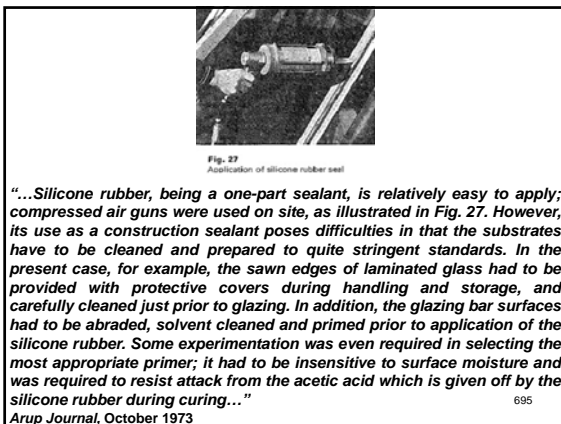 Fig. 27
Application of silicone rubber seal
“…Silicone rubber, being a one-part sealant, is relatively easy to apply;
compressed air guns were used on site, as illustrated in Fig. 27. However,
its use as a construction sealant poses difficulties in that the substrates
have to be cleaned and prepared to quite stringent standards. In the
present case, for example, the sawn edges of laminated glass had to be
provided with protective covers during handling and storage, and
carefully cleaned just prior to glazing. In addition, the glazing bar surfaces
had to be abraded, solvent cleaned and primed prior to application of the
silicone rubber. Some experimentation was even required in selecting the
most appropriate primer; it had to be insensitive to surface moisture and
was required to resist attack from the acetic acid which is given off by the
silicone rubber during curing…”
695
Arup Journal, October 1973